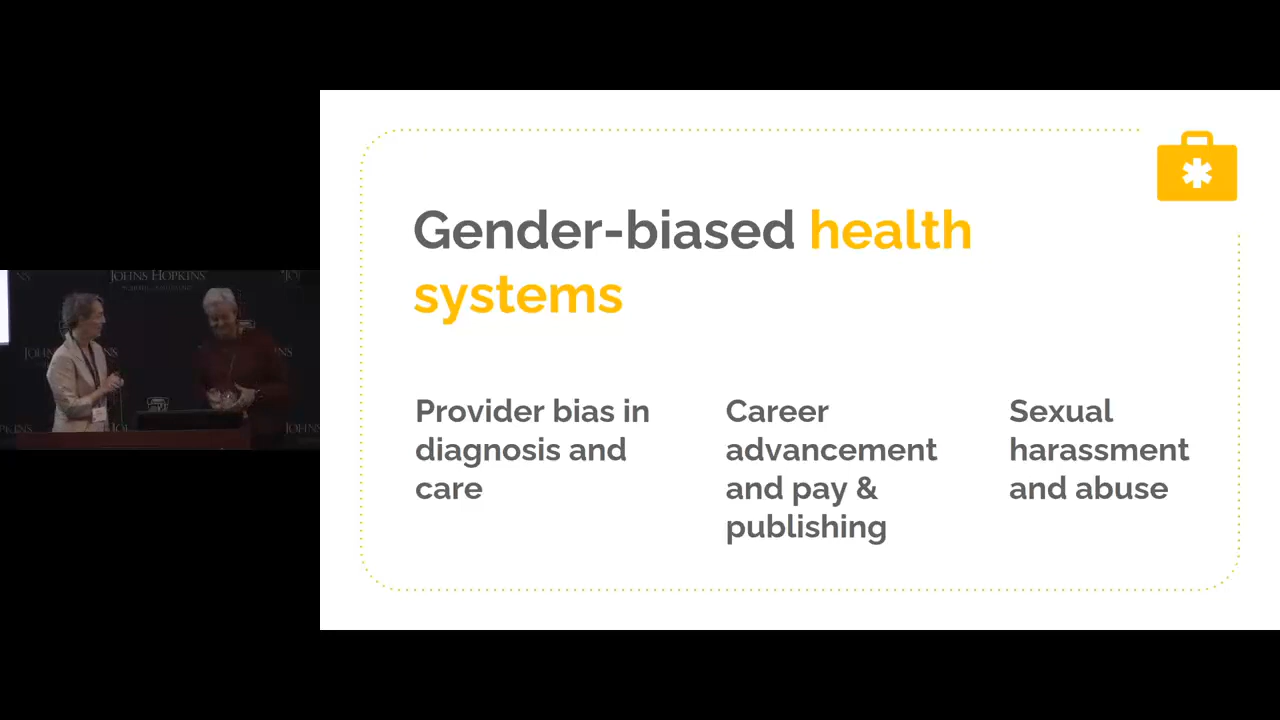 JOHNS HOPKINS
Gender-biased health
systems
Provider bias in
diagnosis and
care
Career
advancement
and pay &
publishing
Sexual
harassment
and abuse